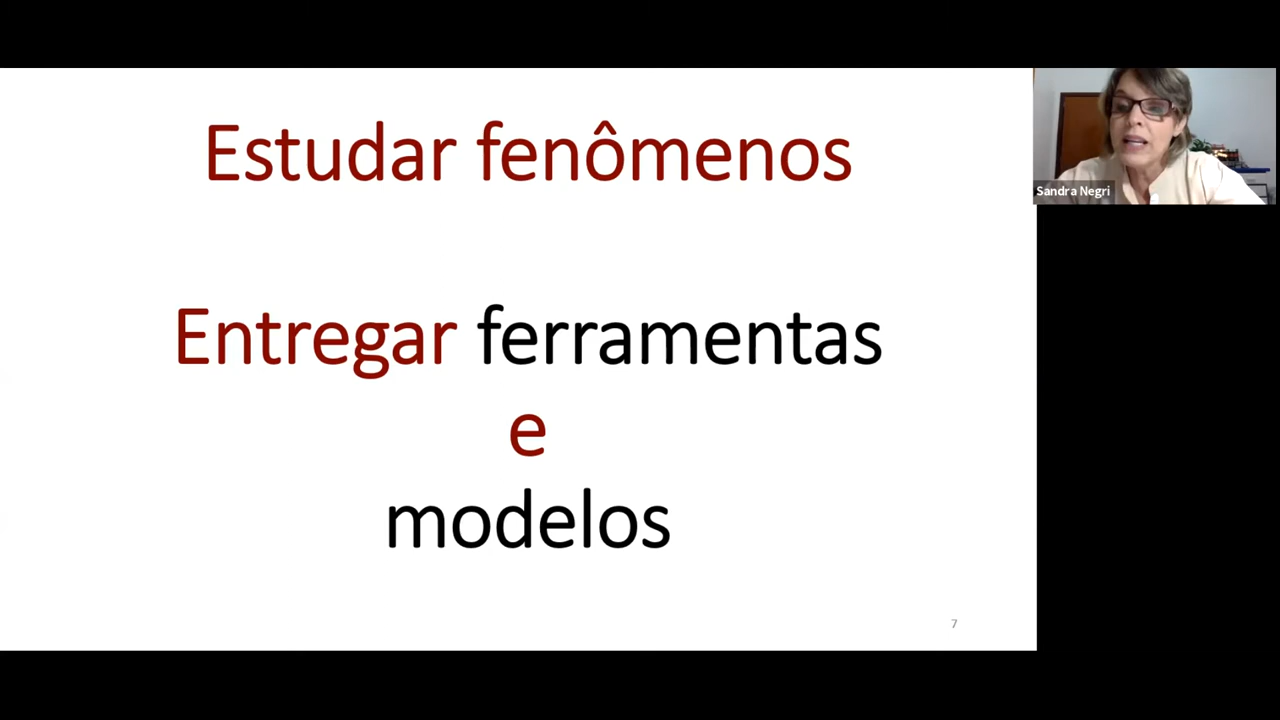 Estudar fenômenos
Entregar ferramentas
e
modelos
7
Sandra Negri